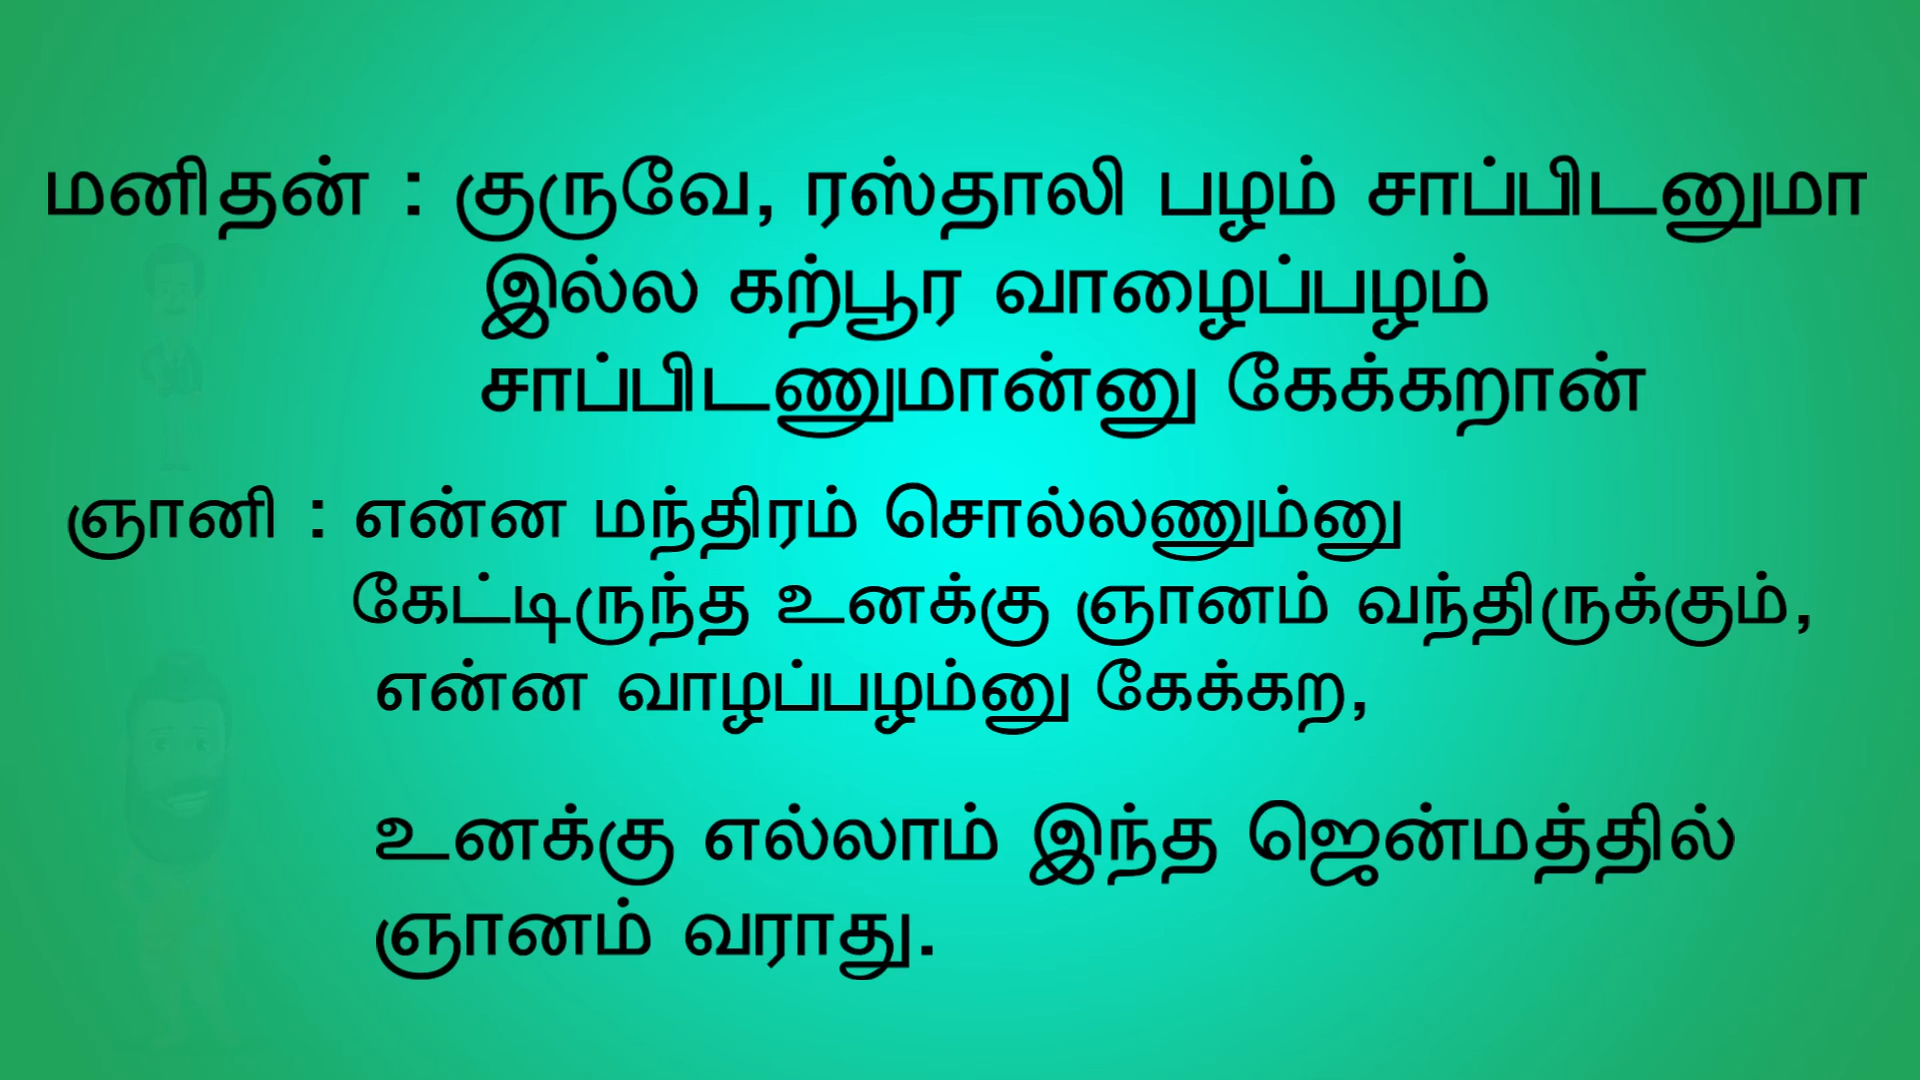 மனிதன் : குருவே, ரஸ்தாலி பழம் சாப்பிடனுமா
இல்ல கற்பூர வாழைப்பழம்
சாப்பிடணுமான்னு கேக்கறான்
ஞானி : என்ன மந்திரம் சொல்லணும்னு
கேட்டிருந்த உனக்கு ஞானம் வந்திருக்கும்,
என்ன வாழப்பழம்னு கேக்கற,
உனக்கு எல்லாம் இந்த ஜென்மத்தில்
ஞானம் வராது.